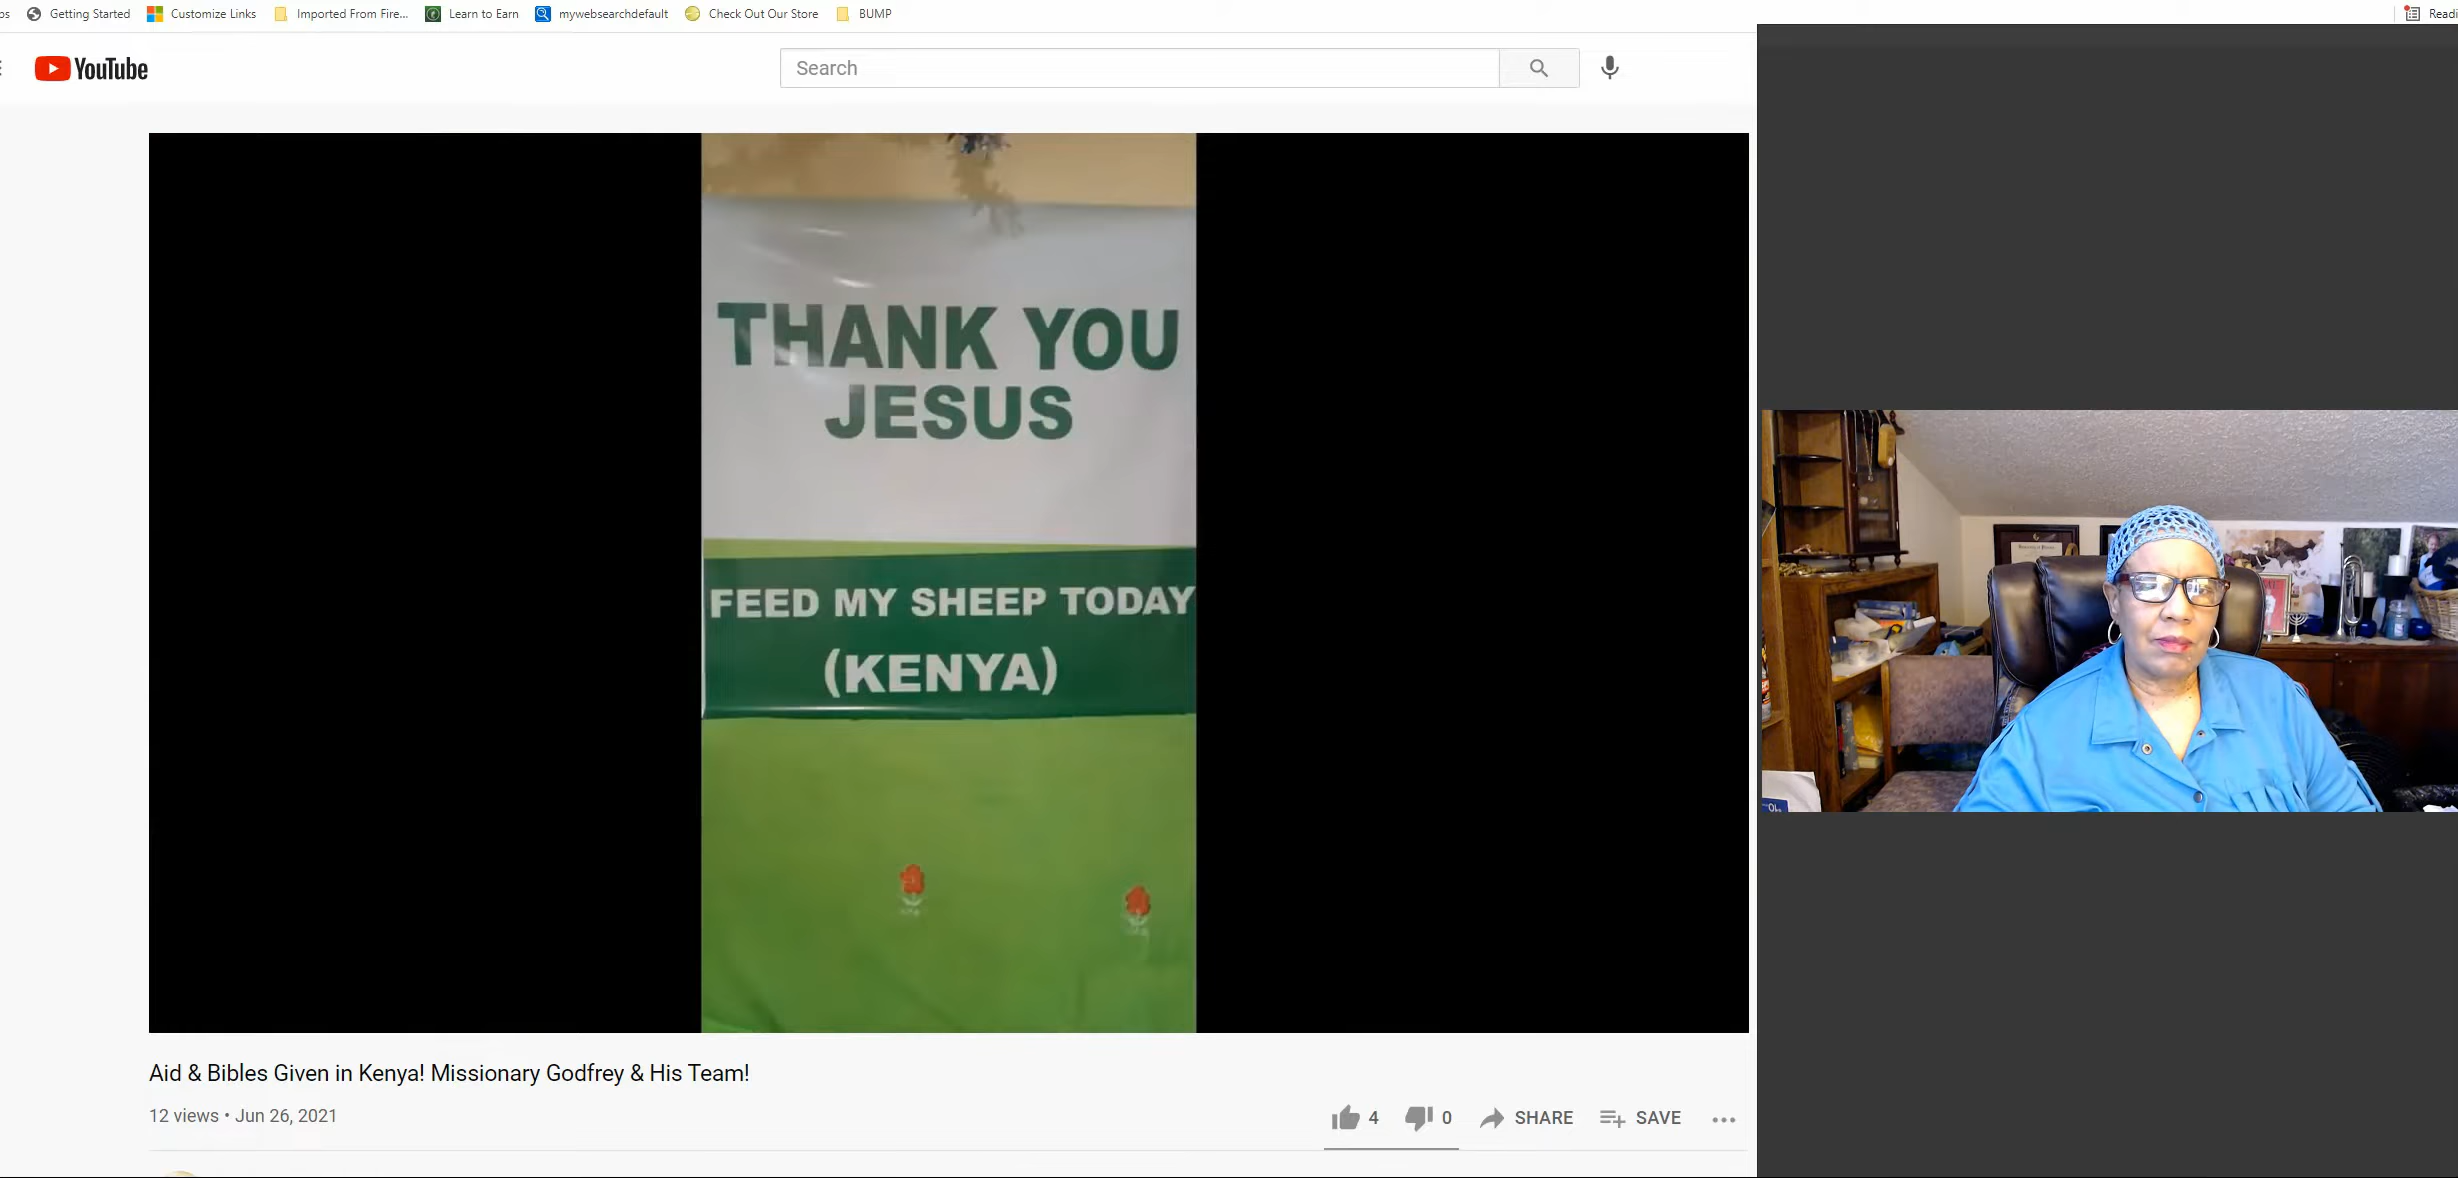 Getting Started
Customize Links
Imported From Fire...
Learn to Earn
mywebsearchdefault
Check Out Our Store
BUMP
YouTube
Search
THANK YOU
JESUS
FEED MY SHEEP TODAY
(KENYA)
Aid & Bibles Given in Kenya! Missionary Godfrey & His Team!
12 views • Jun 26, 2021
4
0
SHARE
SAVE